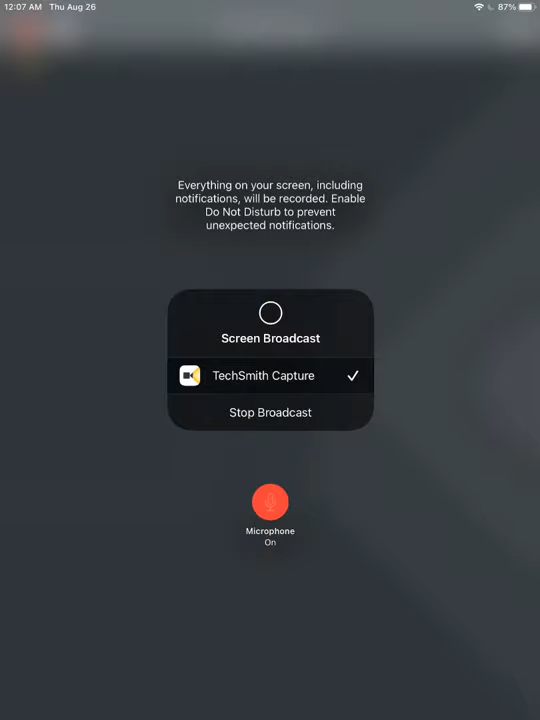 12:07 AM Thu Aug 26
87%
Everything on your screen, including
notifications, will be recorded. Enable
Do Not Disturb to prevent
unexpected notifications.
Screen Broadcast
TechSmith Capture
Stop Broadcast
Microphone
On